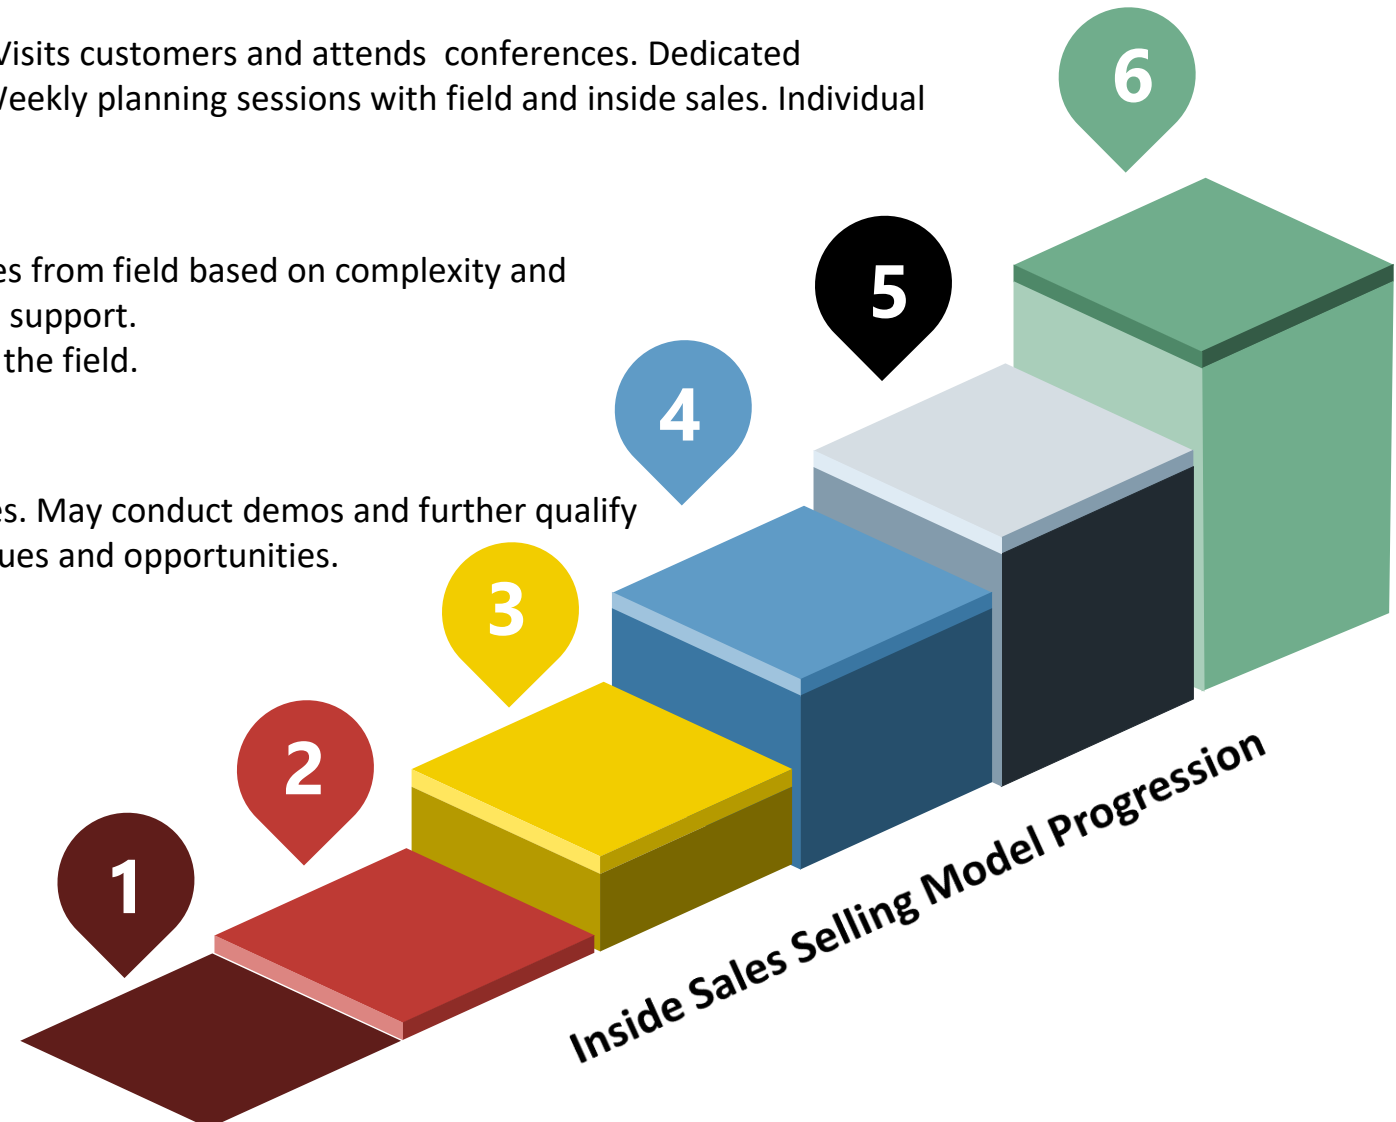 Visits customers and attends conferences. Dedicated
Weekly planning sessions with field and inside sales. Individual
6
es from field based on complexity and
support.
the field.
5
4
es. May conduct demos and further qualify
ues and opportunities.
3
2
1
Inside Sales Selling Model Progression